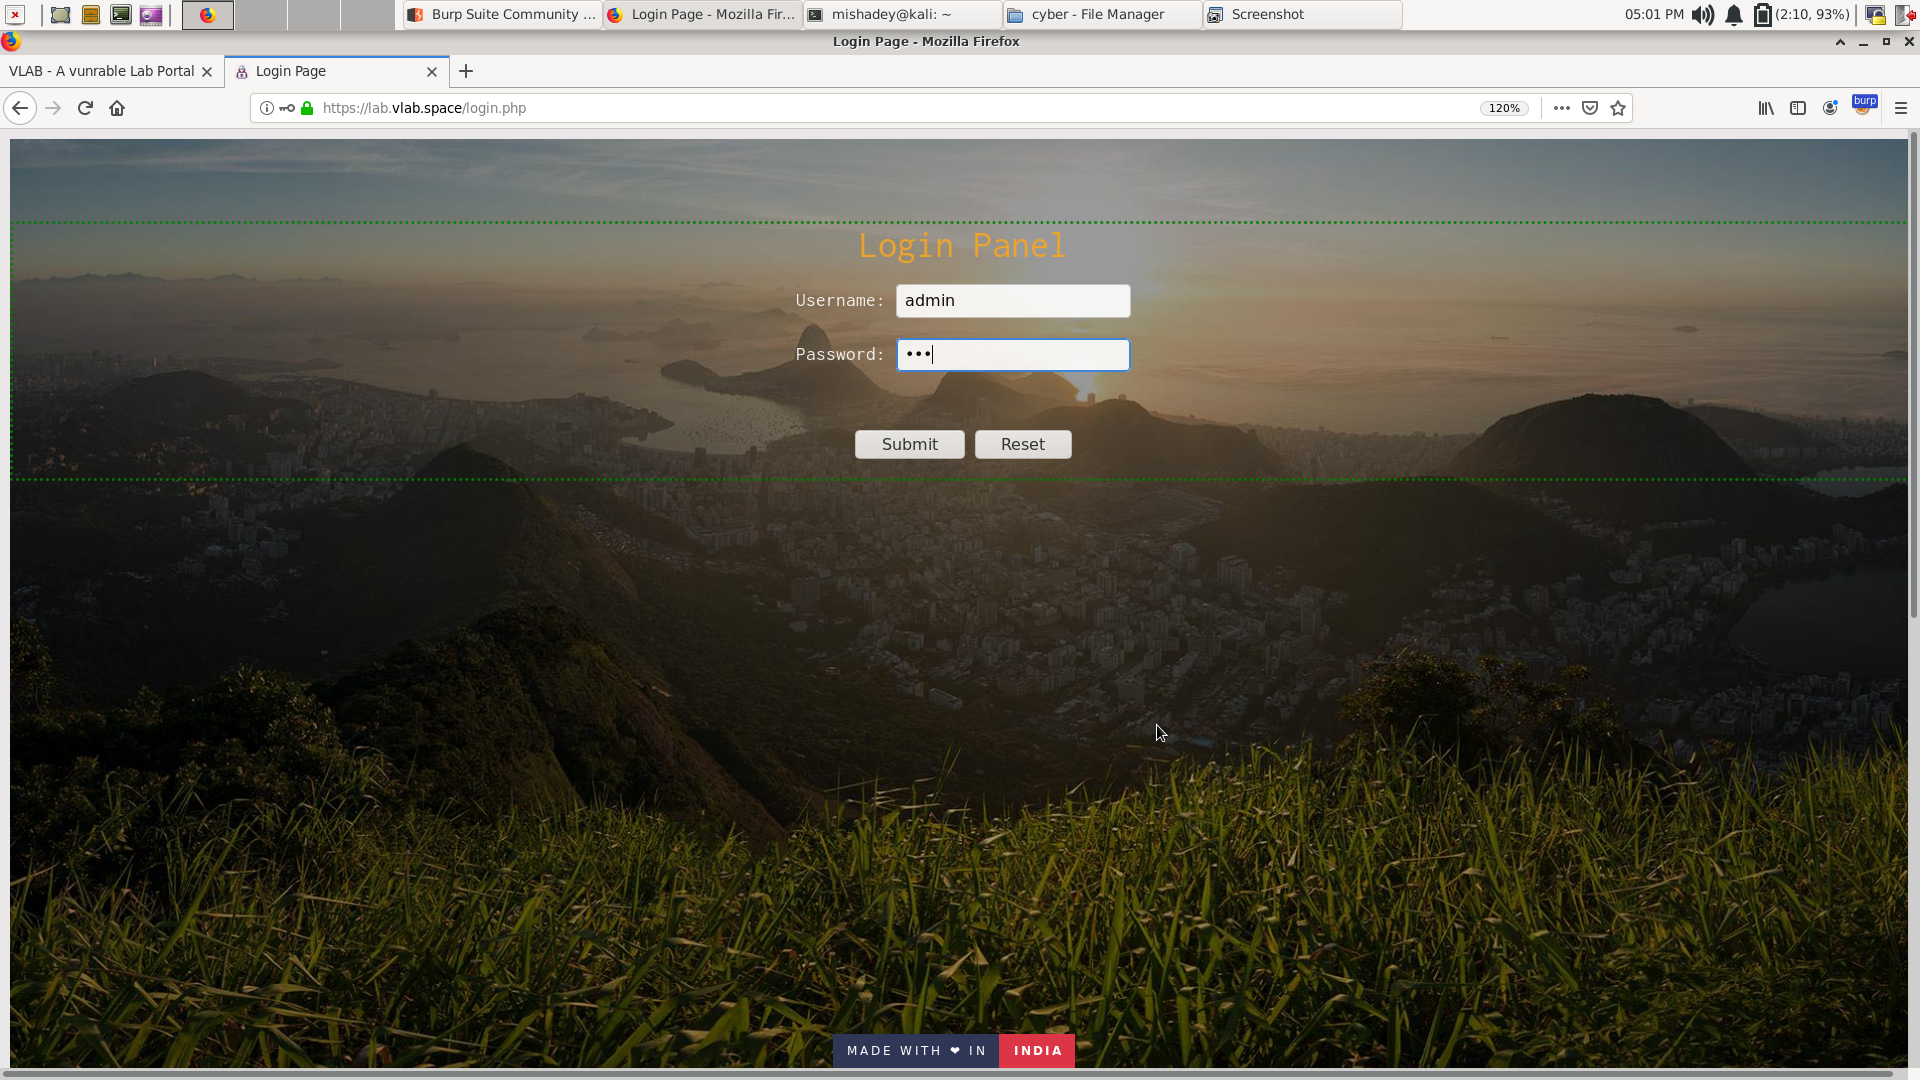 Burp Suite Community ...
Login Page - Mozilla Fir...
mishadey@kali: ~
cyber - File Manager
Screenshot
05:01 PM
(2:10, 93%)
Login Page - Mozilla Firefox
VLAB - A vunrable Lab Portal
Login Page
https://lab.vlab.space/login.php
120%
burp
Login Panel
Username: admin
Password: •••
Submit Reset
MADE WITH ❤ IN INDIA